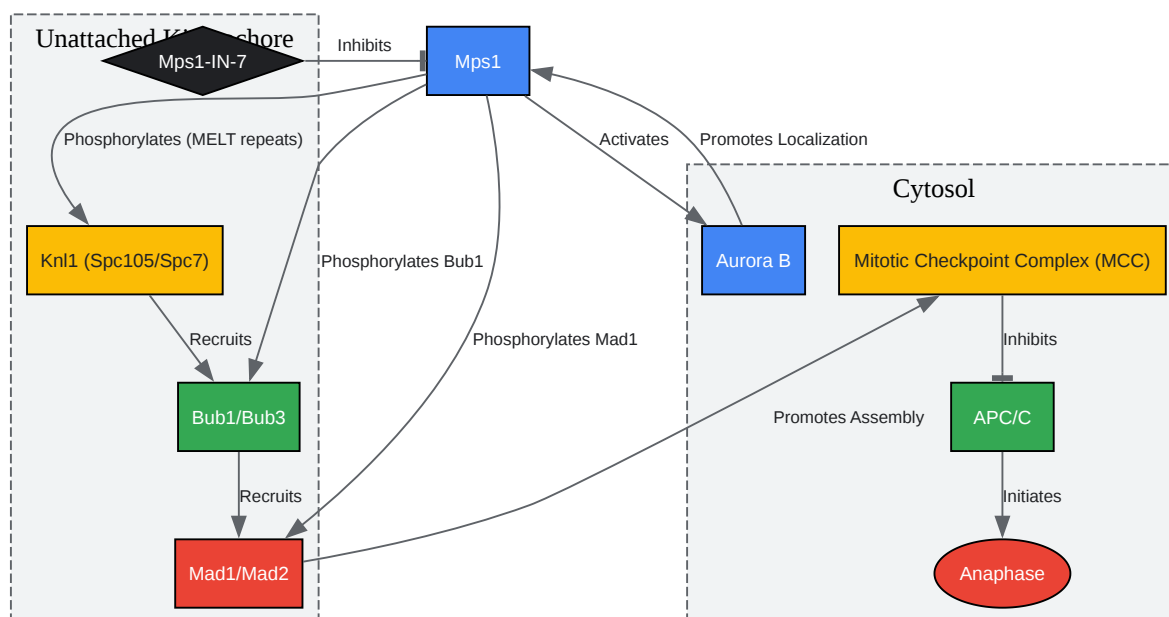 Unattached Kinetochore
Mps1-IN-7
Inhibits
Mps1
Phosphorylates (MELT repeats)
Activates
Promotes Localization
Cytosol
Knl1 (Spc105/Spc7)
Phosphorylates Bub1
Aurora B
Mitotic Checkpoint Complex (MCC)
Recruits
Phosphorylates Mad1
Inhibits
Bub1/Bub3
Promotes Assembly
APC/C
Recruits
Initiates
Mad1/Mad2
Anaphase